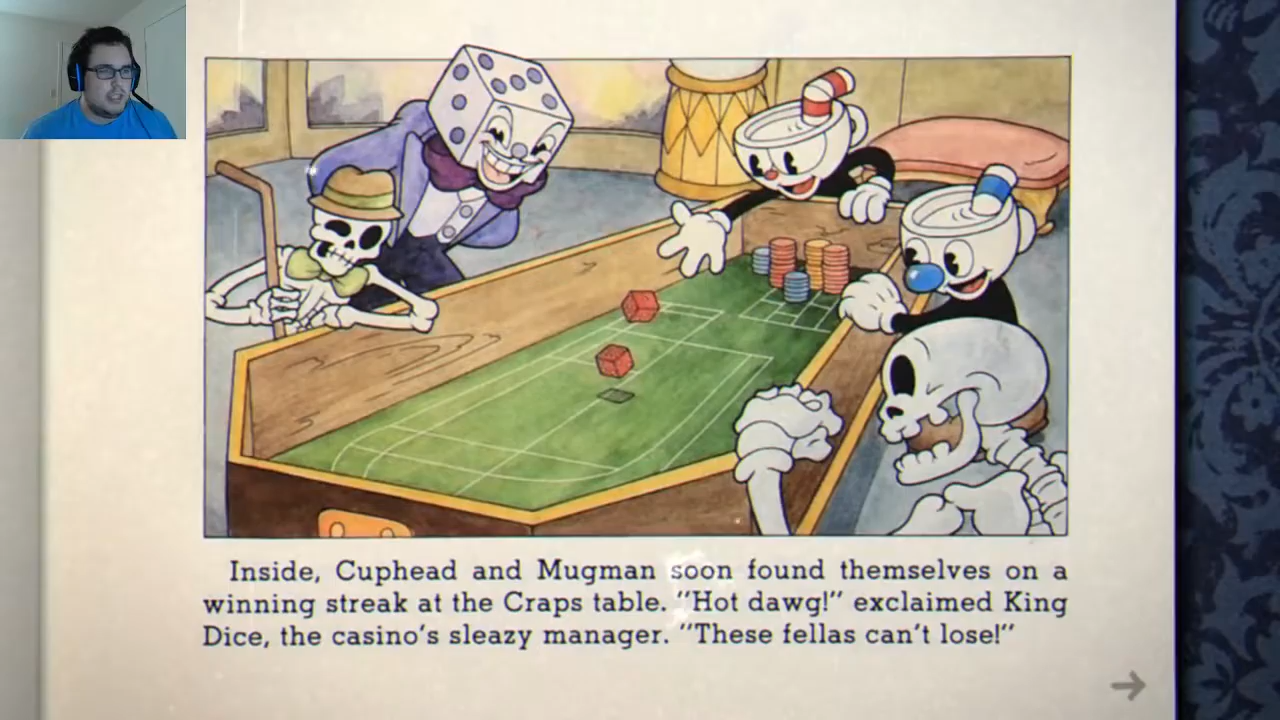 Inside, Cuphead and Mugman soon found themselves on a
winning streak at the Craps table. "Hot dawg!" exclaimed King
Dice, the casino's sleazy manager. "These fellas can't lose!"